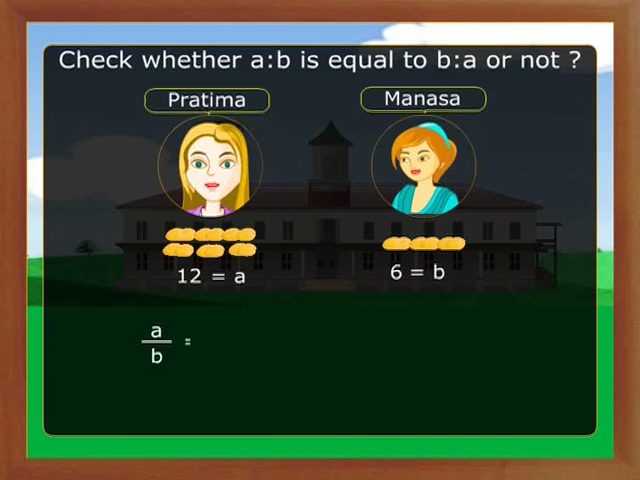 Check whether a:b is equal to b:a or not ?
Pratima
Manasa
12 = a
6 = b
a
b
=